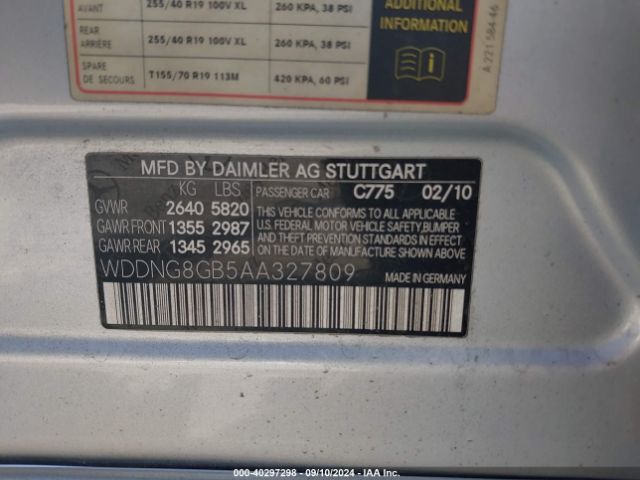 AVANT 255/40 R19 100V XL 260 KPA, 38 PSI
REAR
ARRIÈRE 255/40 R19 100V XL 260 KPA, 38 PSI
SPARE
DE SECOURS T155/70 R19 113M 420 KPA, 60 PSI
ADDITIONAL
INFORMATION
A 221 584 46
MFD BY DAIMLER AG STUTTGART
KG LBS PASSENGER CAR C775 02/10
GVWR 2640 5820
GAWR FRONT 1355 2987
GAWR REAR 1345 2965
THIS VEHICLE CONFORMS TO ALL APPLICABLE
U.S. FEDERAL MOTOR VEHICLE SAFETY,BUMPER
AND THEFT PREVENTION STANDARDS IN EFFECT
ON THE DATE OF MANUFACTURE SHOWN ABOVE.
WDDNG8GB5AA327809
MADE IN GERMANY
000-40297298 - 09/10/2024 - IAA Inc.